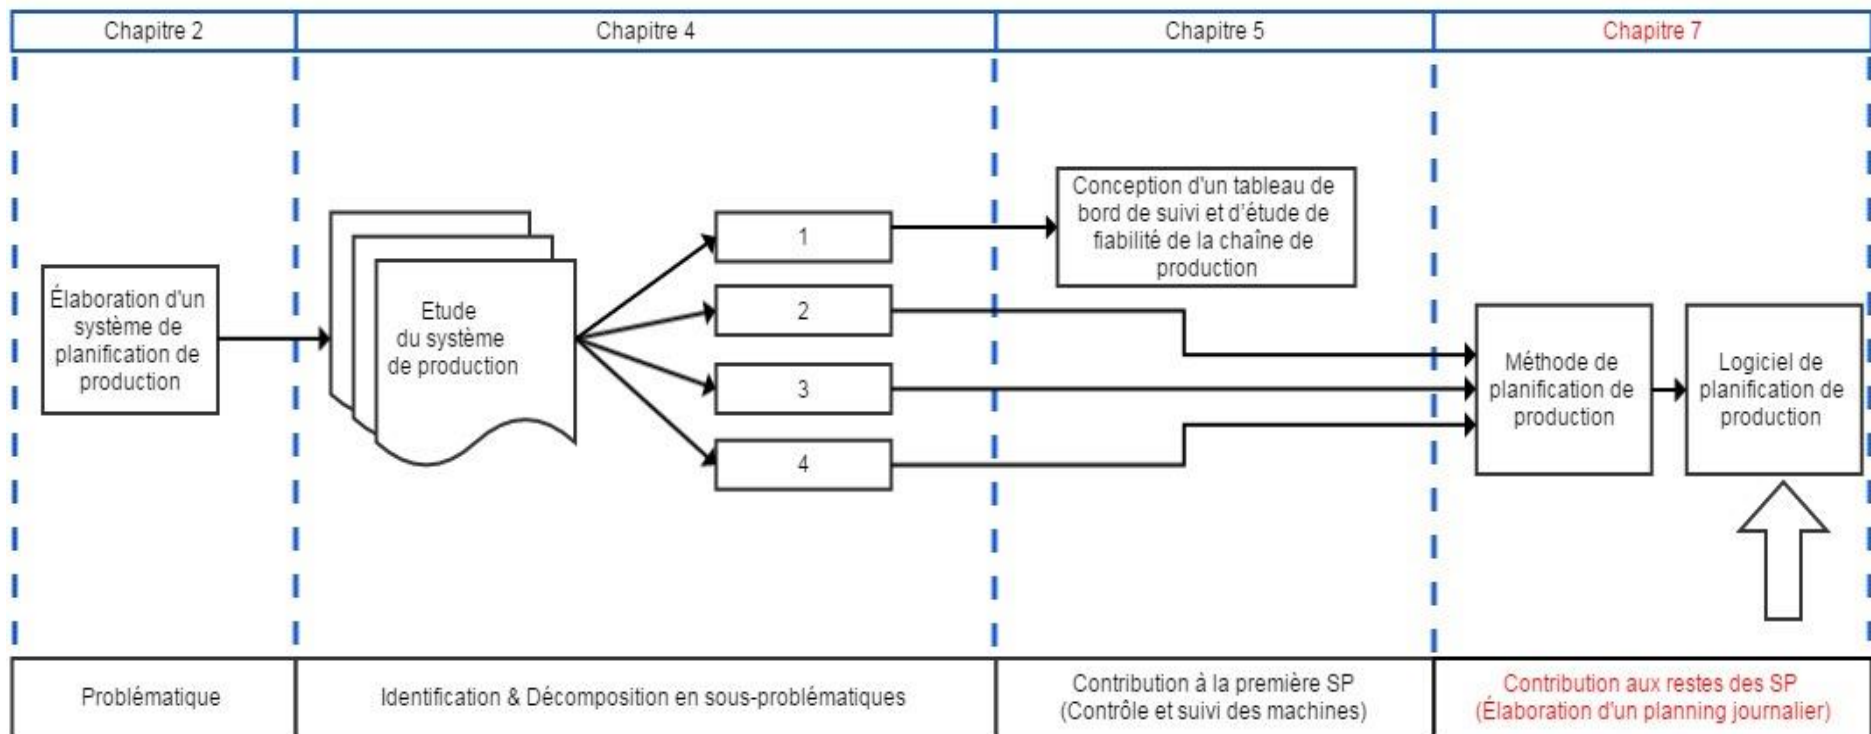 Chapitre 2
Chapitre 4
Chapitre 5
Chapitre 7
Élaboration d'un
système de
planification de
production
Etude
du système
de production
1
2
3
4
Conception d'un tableau de
bord de suivi et d'étude de
fiabilité de la chaîne de
production
Méthode de
planification de
production
Logiciel de
planification de
production
Problématique
Identification & Décomposition en sous-problématiques
Contribution à la première SP
(Contrôle et suivi des machines)
Contribution aux restes des SP
(Élaboration d'un planning journalier)